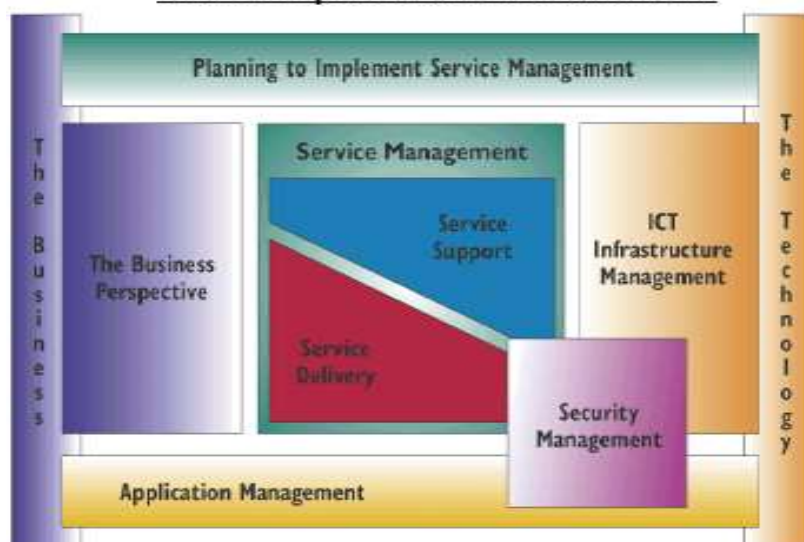 Planning to Implement Service Management
The Business
The Business
Perspective
Service Management
Service
Support
Service
Delivery
ICT
Infrastructure
Management
The Technology
Security
Management
Application Management